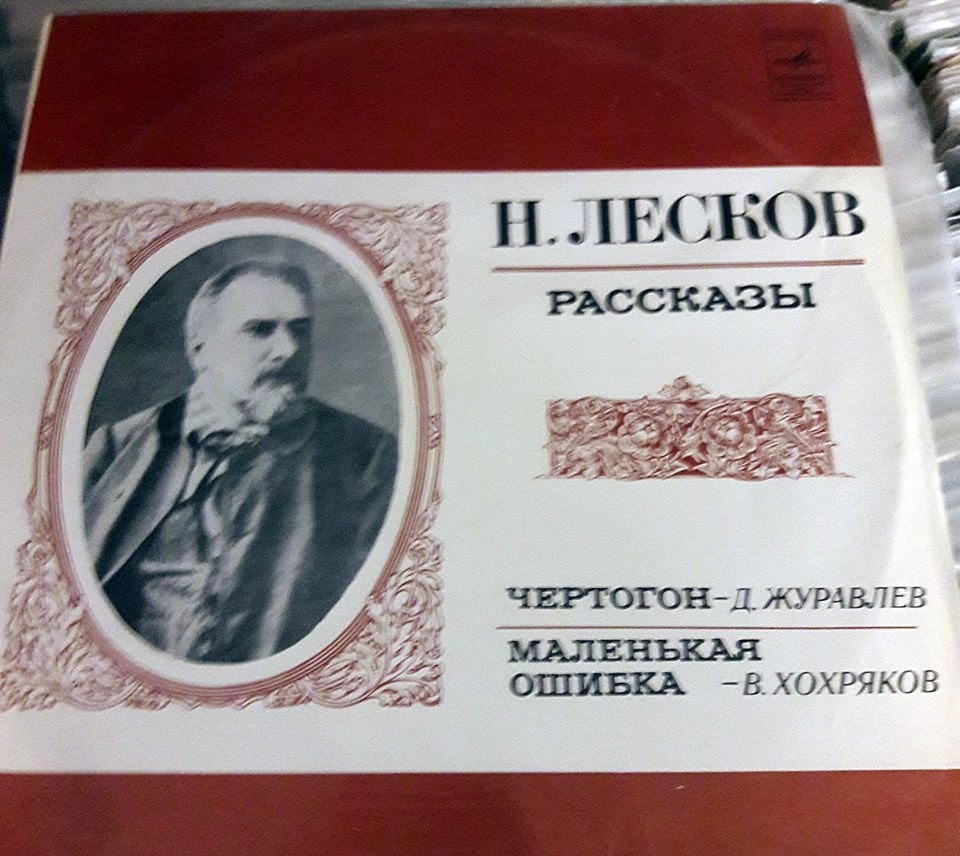 Н. ЛЕСКОВ
РАССКАЗЫ
ЧЕРТОГОН – Д. ЖУРАВЛЕВ
МАЛЕНЬКАЯ
ОШИБКА – В. ХОХРЯКОВ